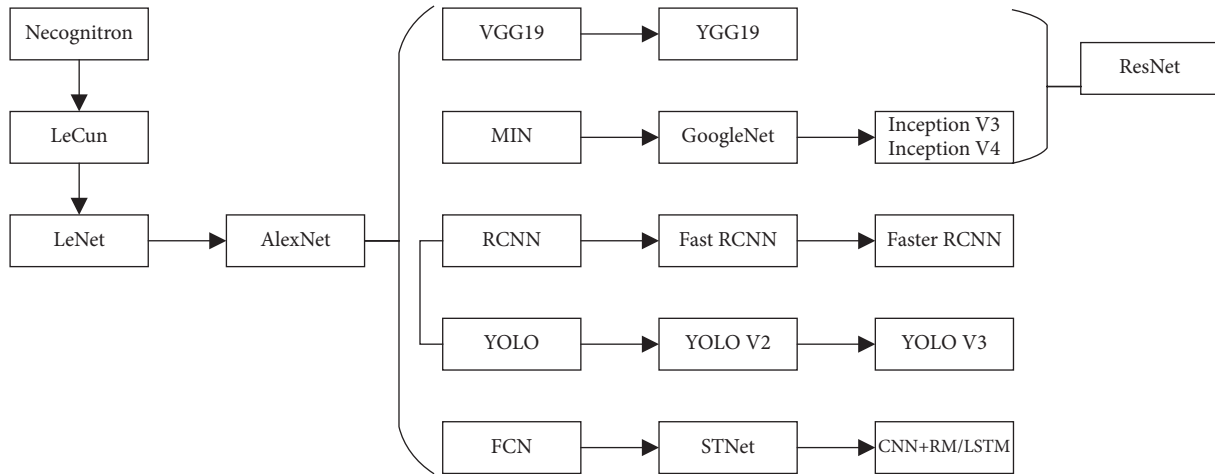 Necognitron
LeCun
LeNet
AlexNet
VGG19
YGG19
MIN
GoogleNet
Inception V3
Inception V4
ResNet
RCNN
Fast RCNN
Faster RCNN
YOLO
YOLO V2
YOLO V3
FCN
STNet
CNN+RM/LSTM